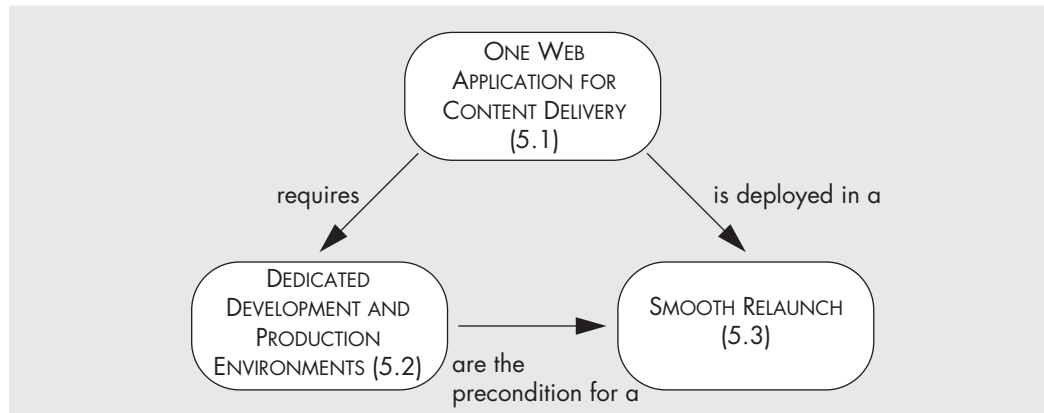 ONE WEB
APPLICATION FOR
CONTENT DELIVERY
(5.1)
requires
is deployed in a
DEDICATED
DEVELOPMENT AND
PRODUCTION
ENVIRONMENTS (5.2)
SMOOTH RELAUNCH
(5.3)
are the
precondition for a